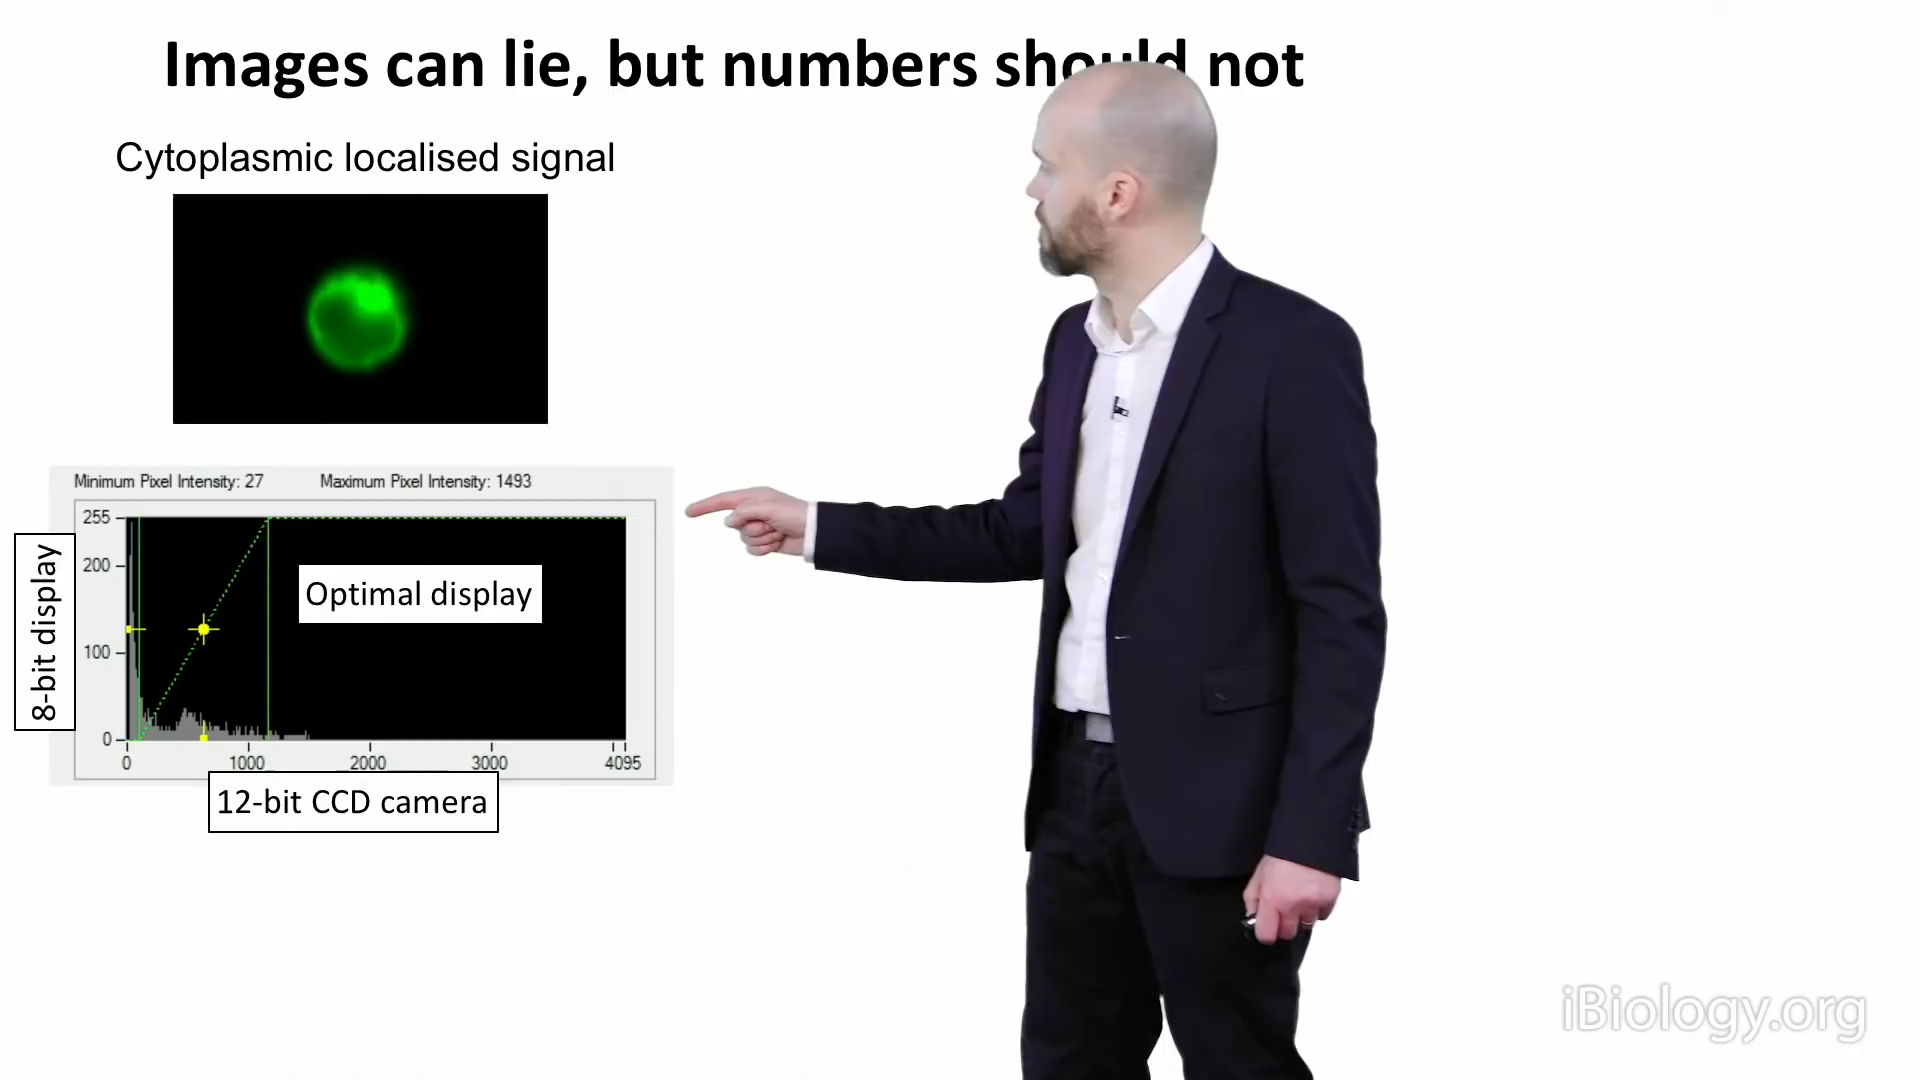 Images can lie, but numbers should not
Cytoplasmic localised signal
Minimum Pixel Intensity: 27 Maximum Pixel Intensity: 1493
255
200
100
0
8-bit display
Optimal display
0 1000 2000 3000 4095
12-bit CCD camera
iBiology.org